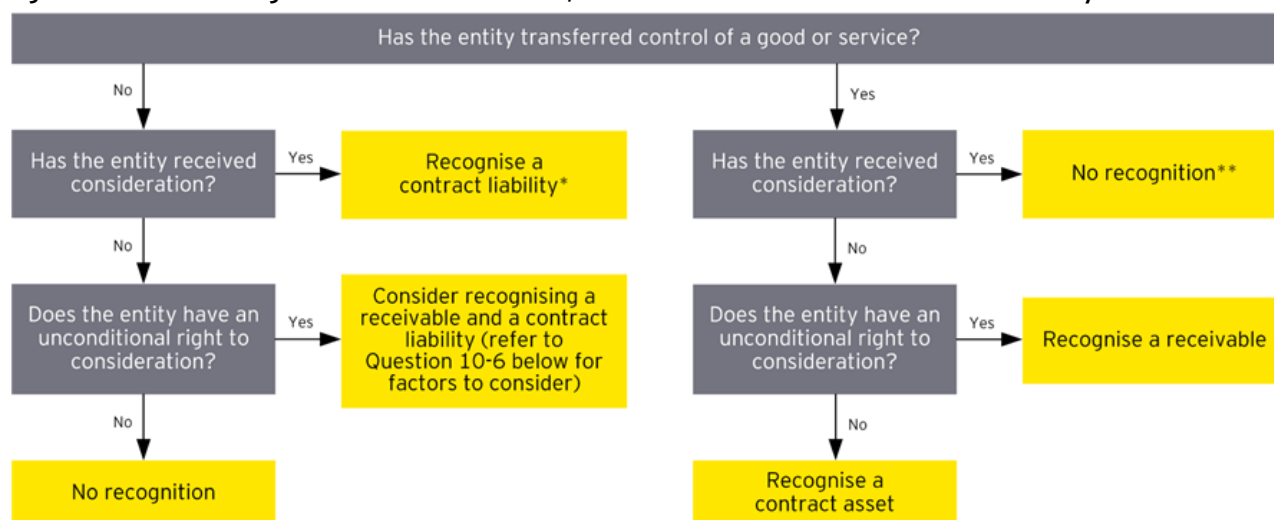 Has the entity transferred control of a good or service?
No
Yes
Has the entity received
consideration?
Yes
Recognise a
contract liability*
Has the entity received
consideration?
Yes
No recognition**
No
No
Does the entity have an
unconditional right to
consideration?
Yes
Consider recognising a
receivable and a contract
liability (refer to
Question 10-6 below for
factors to consider)
Does the entity have an
unconditional right to
consideration?
Yes
Recognise a receivable
No
No
No recognition
Recognise a
contract asset